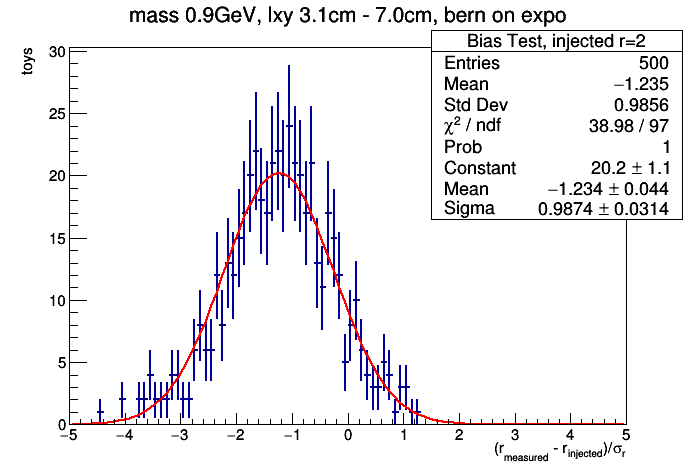 mass 0.9GeV, lxy 3.1cm - 7.0cm, bern on expo
Bias Test, injected r=2
Entries 500
Mean −1.235
Std Dev 0.9856
χ² / ndf 38.98 / 97
Prob 1
Constant 20.2 ± 1.1
Mean −1.234 ± 0.044
Sigma 0.9874 ± 0.0314
toys
30
25
20
15
10
5
0
−5 −4 −3 −2 −1 0 1 2 3 4 5
(r_measured - r_injected)/σ_r